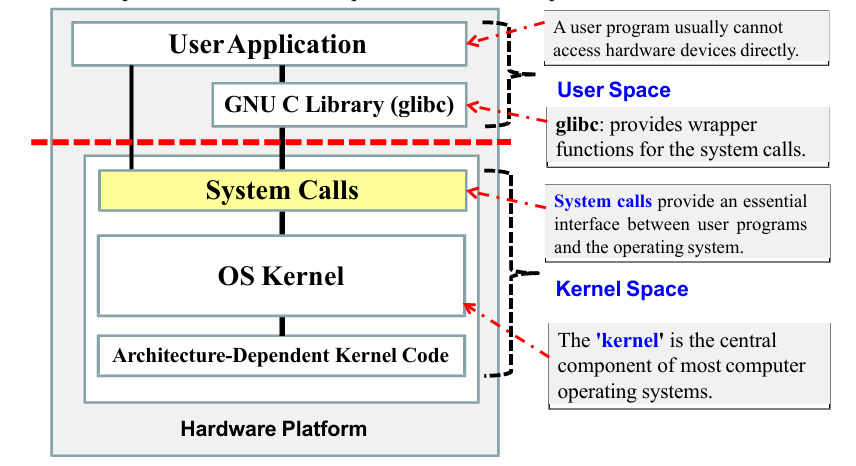 User Application
GNU C Library (glibc)
System Calls
OS Kernel
Architecture-Dependent Kernel Code
Hardware Platform
A user program usually cannot
access hardware devices directly.
User Space
glibc: provides wrapper
functions for the system calls.
System calls provide an essential
interface between user programs
and the operating system.
Kernel Space
The 'kernel' is the central
component of most computer
operating systems.